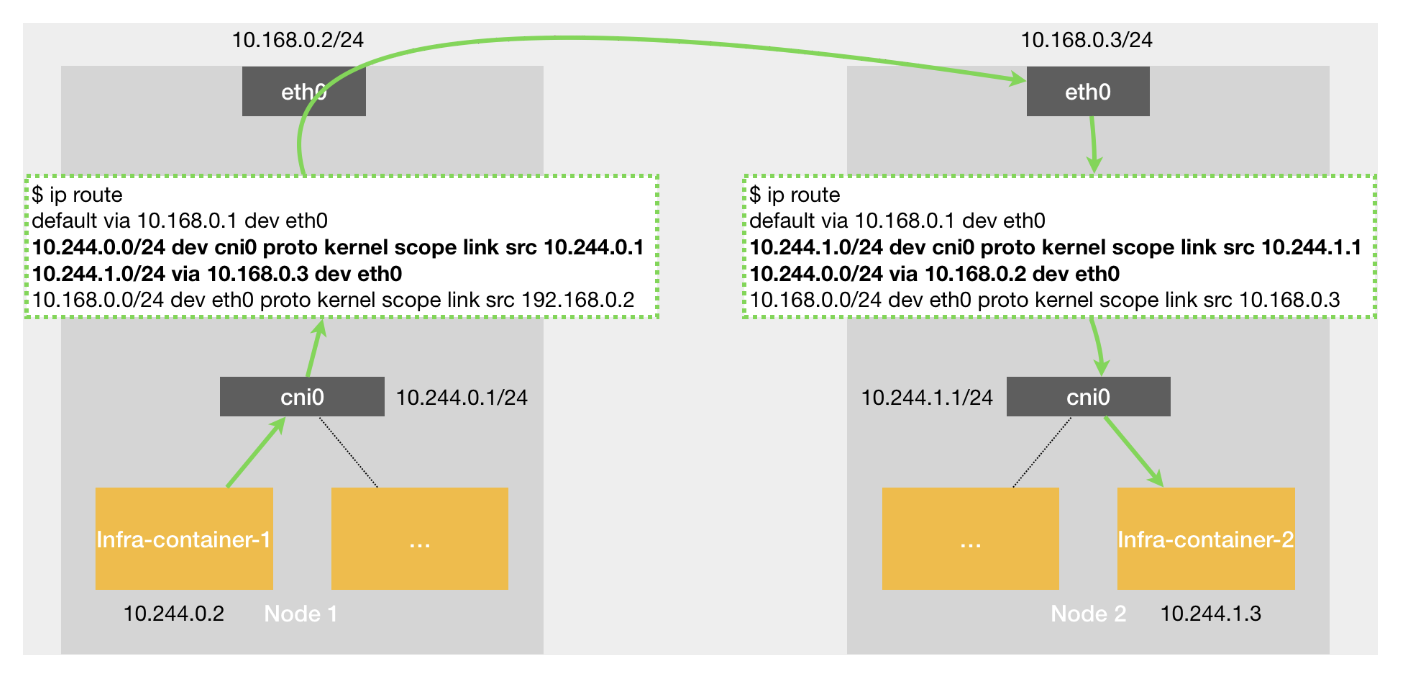 10.168.0.2/24
eth0
$ ip route
default via 10.168.0.1 dev eth0
10.244.0.0/24 dev cni0 proto kernel scope link src 10.244.0.1
10.244.1.0/24 via 10.168.0.3 dev eth0
10.168.0.0/24 dev eth0 proto kernel scope link src 192.168.0.2
cni0
10.244.0.1/24
Infra-container-1
...
10.244.0.2
Node 1
10.168.0.3/24
eth0
$ ip route
default via 10.168.0.1 dev eth0
10.244.1.0/24 dev cni0 proto kernel scope link src 10.244.1.1
10.244.0.0/24 via 10.168.0.2 dev eth0
10.168.0.0/24 dev eth0 proto kernel scope link src 10.168.0.3
10.244.1.1/24
cni0
...
Infra-container-2
Node 2
10.244.1.3